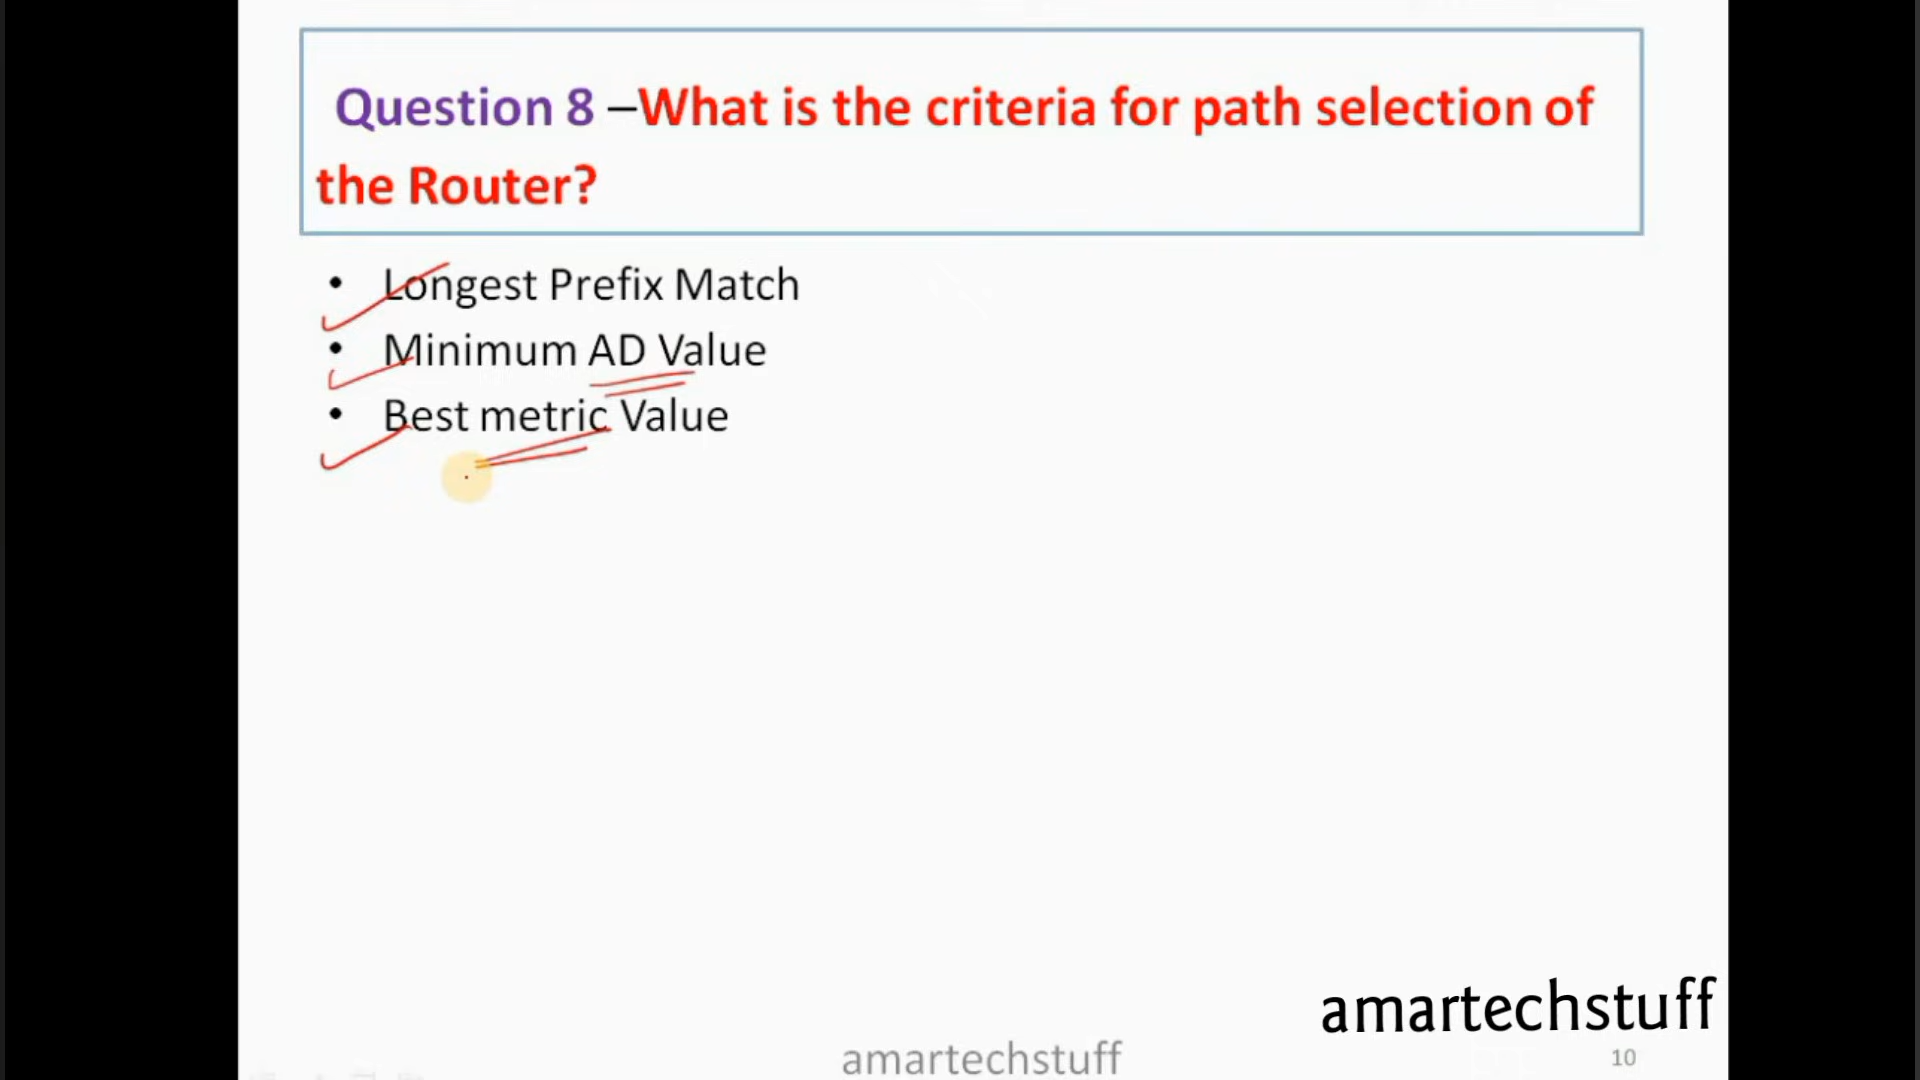 Question 8 –What is the criteria for path selection of
the Router?
• Longest Prefix Match
• Minimum AD Value
• Best metric Value
amartechstuff
amartechstuff
10